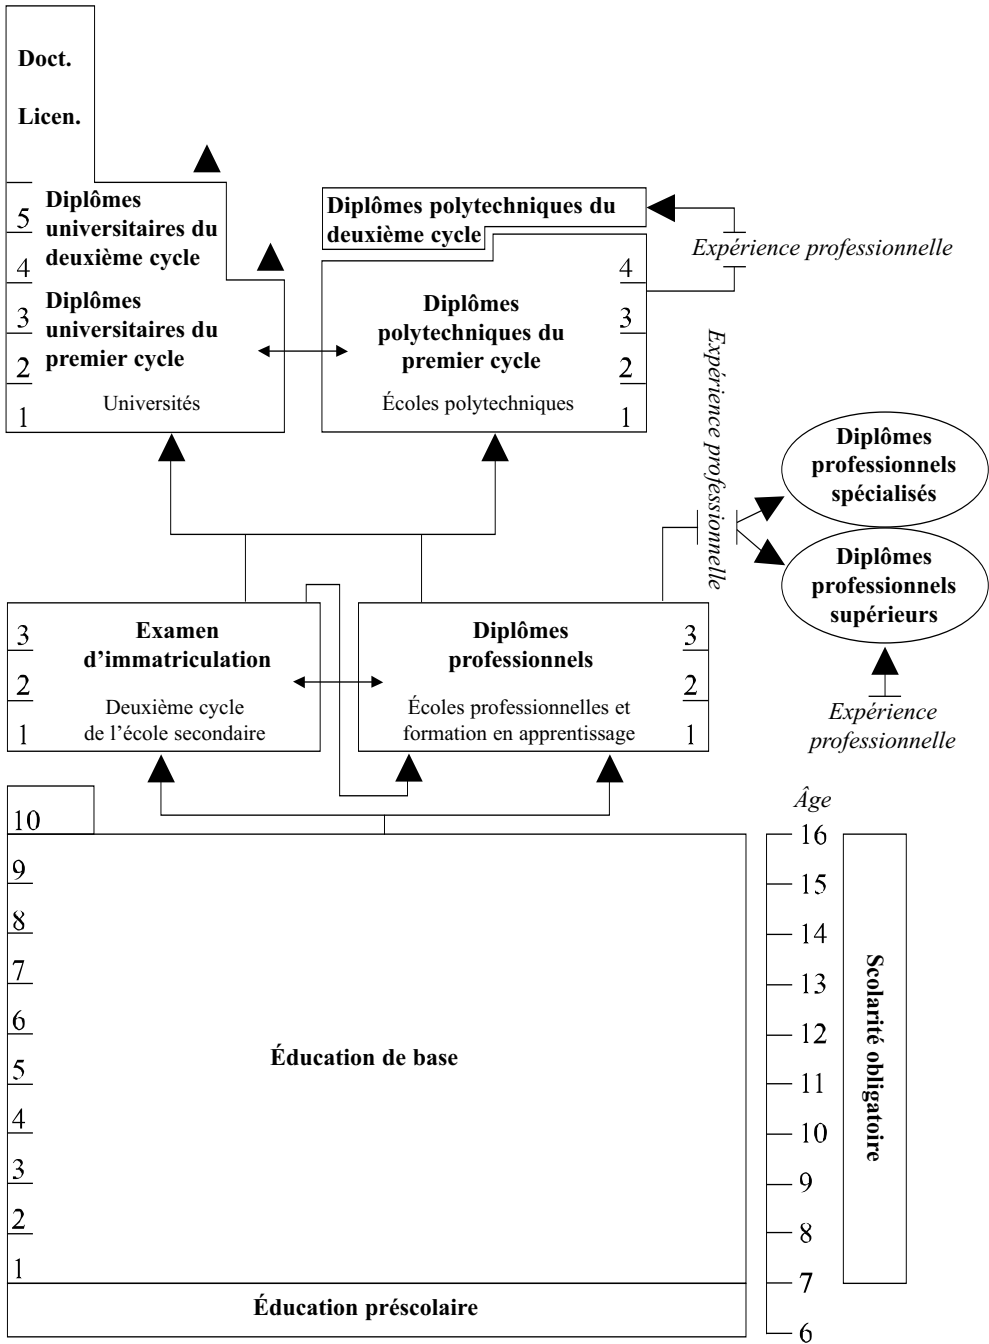 Doct.
Licen.
5
4
3
2
1
Diplômes
universitaires du
deuxième cycle
Diplômes
universitaires du
premier cycle
Universités
Diplômes polytechniques du
deuxième cycle
Diplômes
polytechniques du
premier cycle
Écoles polytechniques
4
3
2
1
Expérience professionnelle
Expérience professionnelle
Diplômes
professionnels
spécialisés
Diplômes
professionnels
supérieurs
Expérience
professionnelle
3
2
1
Examen
d’immatriculation
Deuxième cycle
de l’école secondaire
Diplômes
professionnels
Écoles professionnelles et
formation en apprentissage
3
2
1
10
9
8
7
6
5
4
3
2
1
Éducation de base
Éducation préscolaire
Âge
16
15
14
13
12
11
10
9
8
7
6
Scolarité obligatoire